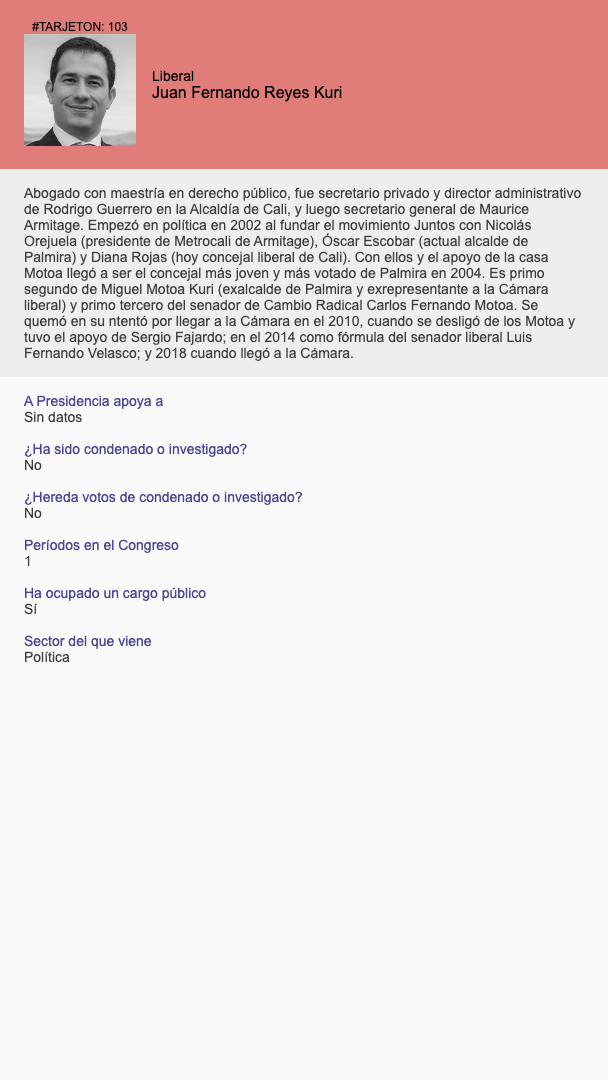 #TARJETON: 103
Liberal
Juan Fernando Reyes Kuri
Abogado con maestría en derecho público, fue secretario privado y director administrativo
de Rodrigo Guerrero en la Alcaldía de Cali, y luego secretario general de Maurice
Armitage. Empezó en política en 2002 al fundar el movimiento Juntos con Nicolás
Orejuela (presidente de Metrocali de Armitage), Óscar Escobar (actual alcalde de
Palmira) y Diana Rojas (hoy concejal liberal de Cali). Con ellos y el apoyo de la casa
Motoa llegó a ser el concejal más joven y más votado de Palmira en 2004. Es primo
segundo de Miguel Motoa Kuri (exalcalde de Palmira y exrepresentante a la Cámara
liberal) y primo tercero del senador de Cambio Radical Carlos Fernando Motoa. Se
quemó en su ntentó por llegar a la Cámara en el 2010, cuando se desligó de los Motoa y
tuvo el apoyo de Sergio Fajardo; en el 2014 como fórmula del senador liberal Luis
Fernando Velasco; y 2018 cuando llegó a la Cámara.
A Presidencia apoya a
Sin datos
¿Ha sido condenado o investigado?
No
¿Hereda votos de condenado o investigado?
No
Períodos en el Congreso
1
Ha ocupado un cargo público
Sí
Sector del que viene
Política